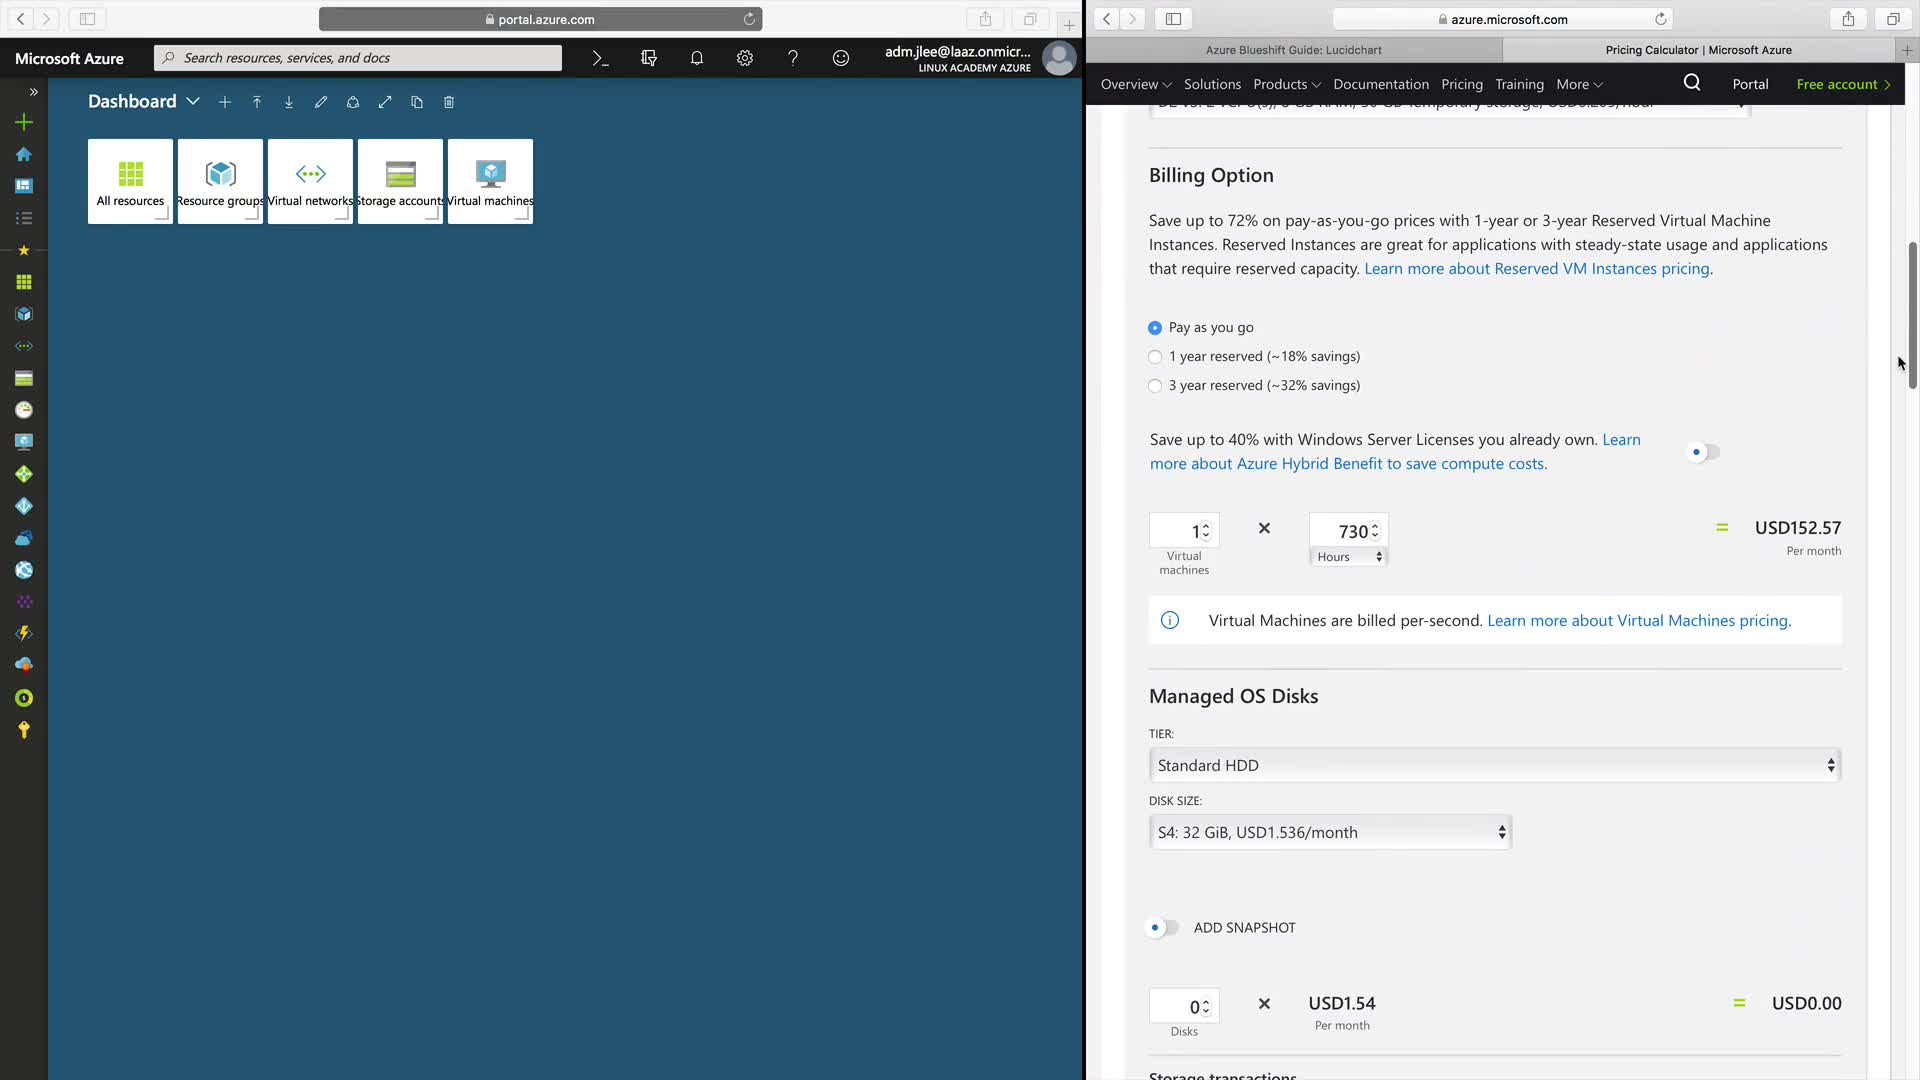 portal.azure.com
azure.microsoft.com
Azure Blueshift Guide: Lucidchart
Pricing Calculator | Microsoft Azure
Microsoft Azure
Search resources, services, and docs
adm.jlee@laaz.onmicr...
LINUX ACADEMY AZURE
Overview
Solutions
Products
Documentation
Pricing
Training
More
Portal
Free account
Dashboard
All resources
Resource groups
Virtual networks
Storage accounts
Virtual machines
Billing Option
Save up to 72% on pay-as-you-go prices with 1-year or 3-year Reserved Virtual Machine
Instances. Reserved Instances are great for applications with steady-state usage and applications
that require reserved capacity. Learn more about Reserved VM Instances pricing.
Pay as you go
1 year reserved (~18% savings)
3 year reserved (~32% savings)
Save up to 40% with Windows Server Licenses you already own. Learn
more about Azure Hybrid Benefit to save compute costs.
1
Virtual
machines
×
730
Hours
=
USD152.57
Per month
Virtual Machines are billed per-second. Learn more about Virtual Machines pricing.
Managed OS Disks
TIER:
Standard HDD
DISK SIZE:
S4: 32 GiB, USD1.536/month
ADD SNAPSHOT
0
Disks
×
USD1.54
Per month
=
USD0.00
Storage transactions